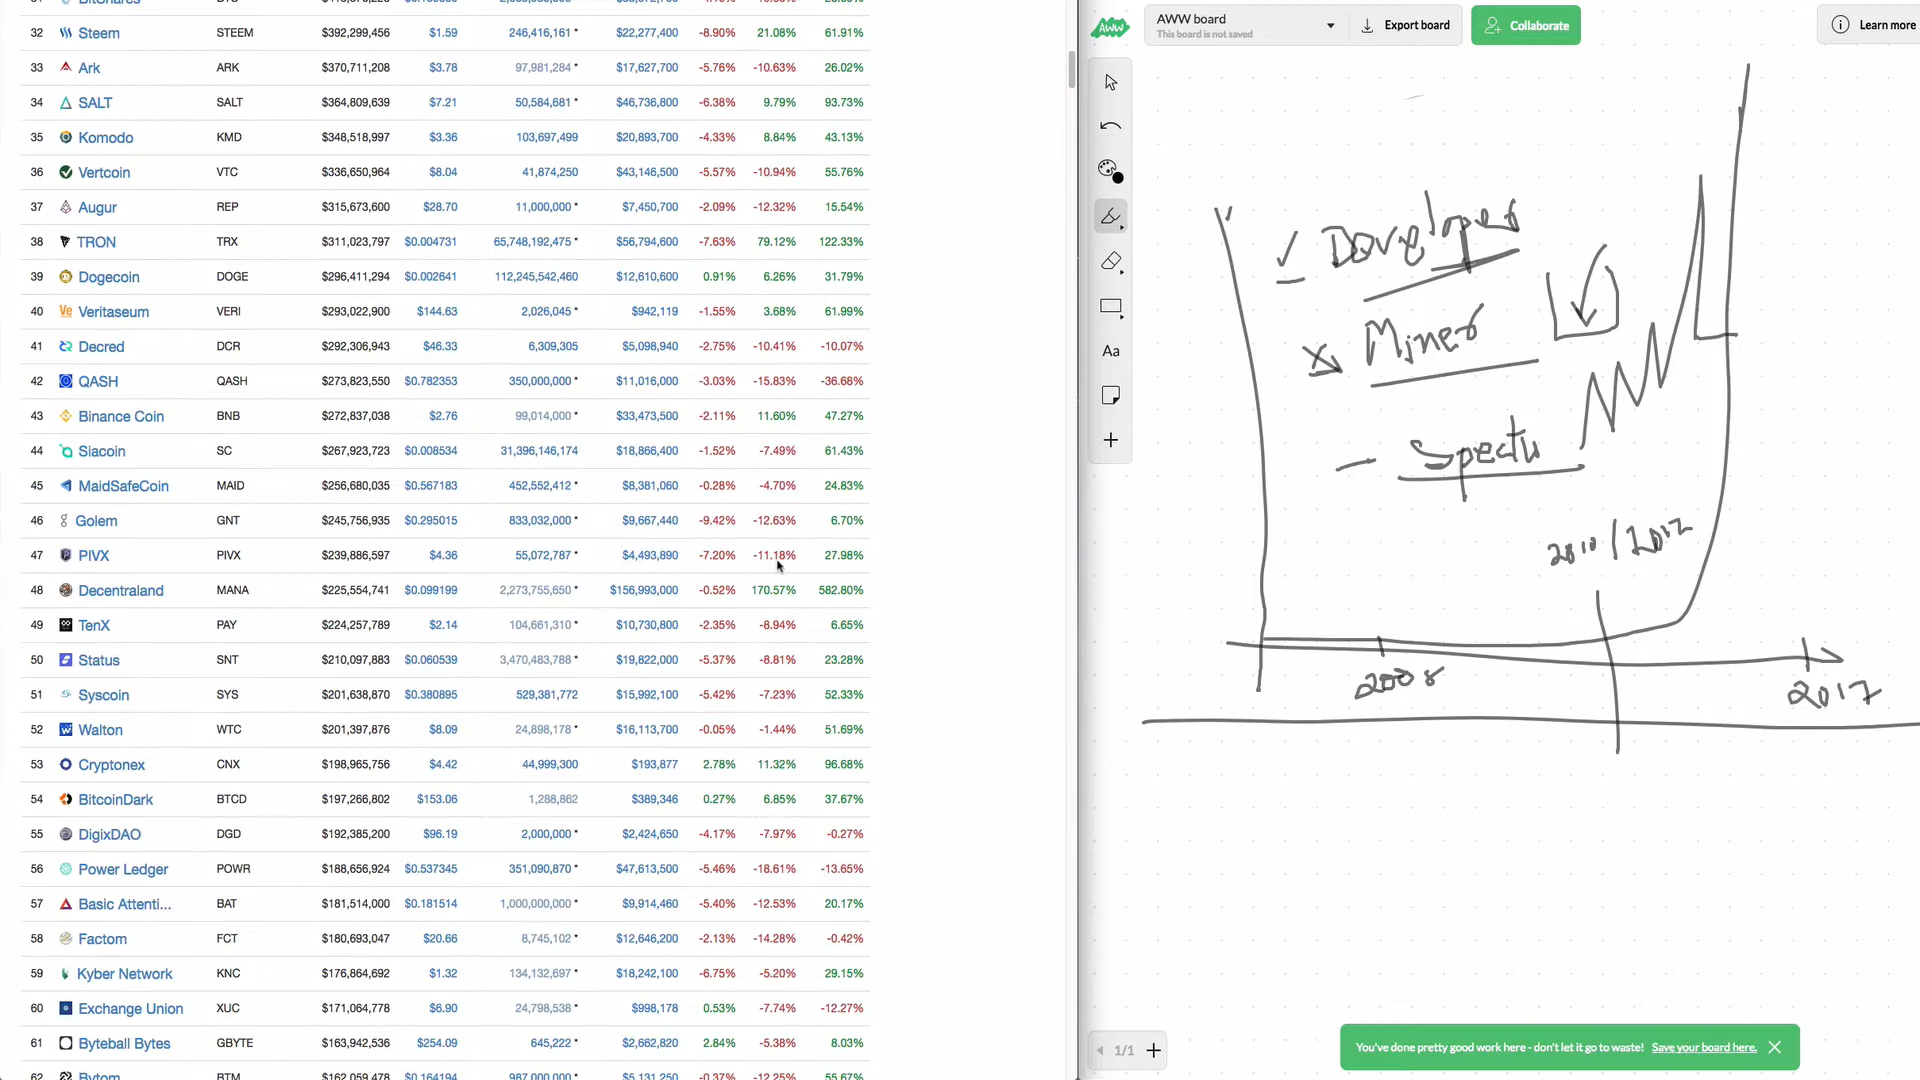 32 Steem STEEM $392,299,456 $1.59 246,416,161 * $22,277,400 -8.90% 21.08% 61.91%
33 Ark ARK $370,711,208 $3.78 97,981,284 * $17,627,700 -5.76% -10.63% 26.02%
34 SALT SALT $364,809,639 $7.21 50,584,681 * $46,736,800 -6.38% 9.79% 93.73%
35 Komodo KMD $348,518,997 $3.36 103,697,499 $20,893,700 -4.33% 8.84% 43.13%
36 Vertcoin VTC $336,650,964 $8.04 41,874,250 $43,146,500 -5.57% -10.94% 55.76%
37 Augur REP $315,673,600 $28.70 11,000,000 * $7,450,700 -2.09% -12.32% 15.54%
38 TRON TRX $311,023,797 $0.004731 65,748,192,475 * $56,794,600 -7.63% 79.12% 122.33%
39 Dogecoin DOGE $296,411,294 $0.002641 112,245,542,460 $12,610,600 0.91% 6.26% 31.79%
40 Veritaseum VERI $293,022,900 $144.63 2,026,045 * $942,119 -1.55% 3.68% 61.99%
41 Decred DCR $292,306,943 $46.33 6,309,305 $5,098,940 -2.75% -10.41% -10.07%
42 QASH QASH $273,823,550 $0.782353 350,000,000 * $11,016,000 -3.03% -15.83% -36.68%
43 Binance Coin BNB $272,837,038 $2.76 99,014,000 * $33,473,500 -2.11% 11.60% 47.27%
44 Siacoin SC $267,923,723 $0.008534 31,396,146,174 $18,866,400 -1.52% -7.49% 61.43%
45 MaidSafeCoin MAID $256,680,035 $0.567183 452,552,412 * $8,381,060 -0.28% -4.70% 24.83%
46 Golem GNT $245,756,935 $0.295015 833,032,000 * $9,667,440 -9.42% -12.63% 6.70%
47 PIVX PIVX $239,886,597 $4.36 55,072,787 * $4,493,890 -7.20% -11.18% 27.98%
48 Decentraland MANA $225,554,741 $0.099199 2,273,755,650 * $156,993,000 -0.52% 170.57% 582.80%
49 TenX PAY $224,257,789 $2.14 104,661,310 * $10,730,800 -2.35% -8.94% 6.65%
50 Status SNT $210,097,883 $0.060539 3,470,483,788 * $19,822,000 -5.37% -8.81% 23.28%
51 Syscoin SYS $201,638,870 $0.380895 529,381,772 $15,992,100 -5.42% -7.23% 52.33%
52 Walton WTC $201,397,876 $8.09 24,898,178 * $16,113,700 -0.05% -1.44% 51.69%
53 Cryptonex CNX $198,965,756 $4.42 44,999,300 $193,877 2.78% 11.32% 96.68%
54 BitcoinDark BTCD $197,266,802 $153.06 1,288,862 $389,346 0.27% 6.85% 37.67%
55 DigixDAO DGD $192,385,200 $96.19 2,000,000 * $2,424,650 -4.17% -7.97% -0.27%
56 Power Ledger POWR $188,656,924 $0.537345 351,090,870 * $47,613,500 -5.46% -18.61% -13.65%
57 Basic Attenti... BAT $181,514,000 $0.181514 1,000,000,000 * $9,914,460 -5.40% -12.53% 20.17%
58 Factom FCT $180,693,047 $20.66 8,745,102 * $12,646,200 -2.13% -14.28% -0.42%
59 Kyber Network KNC $176,864,692 $1.32 134,132,697 * $18,242,100 -6.75% -5.20% 29.15%
60 Exchange Union XUC $171,064,778 $6.90 24,798,538 * $998,178 0.53% -7.74% -12.27%
61 Byteball Bytes GBYTE $163,942,536 $254.09 645,222 * $2,662,820 2.84% -5.38% 8.03%
62 Bytom BTM $162,059,478 $0.164194 987,000,000 * $5,131,250 -0.37% -12.25% 55.67%
AWW
AWW board
This board is not saved
Export board
Collaborate
Learn more
Aa
Developer
Miner
2010/2012
2008
2017
1/1
You've done pretty good work here - don't let it go to waste! Save your board here.